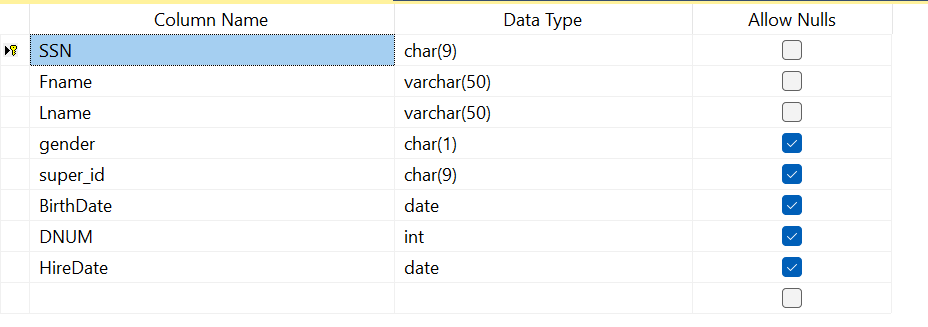 Column Name Data Type Allow Nulls
SSN char(9)
Fname varchar(50)
Lname varchar(50)
gender char(1)
super_id char(9)
BirthDate date
DNUM int
HireDate date